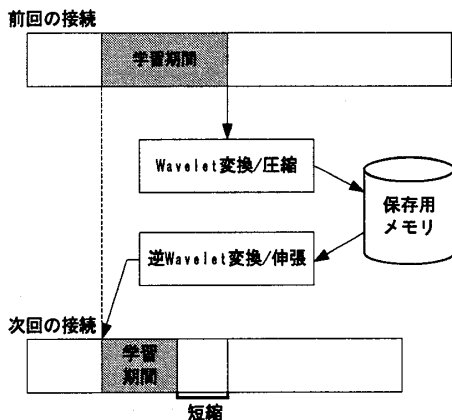 前回の接続
学習期間
Wavelet変換/圧縮
保存用
メモリ
逆Wavelet変換/伸張
次回の接続
学習
期間
短縮